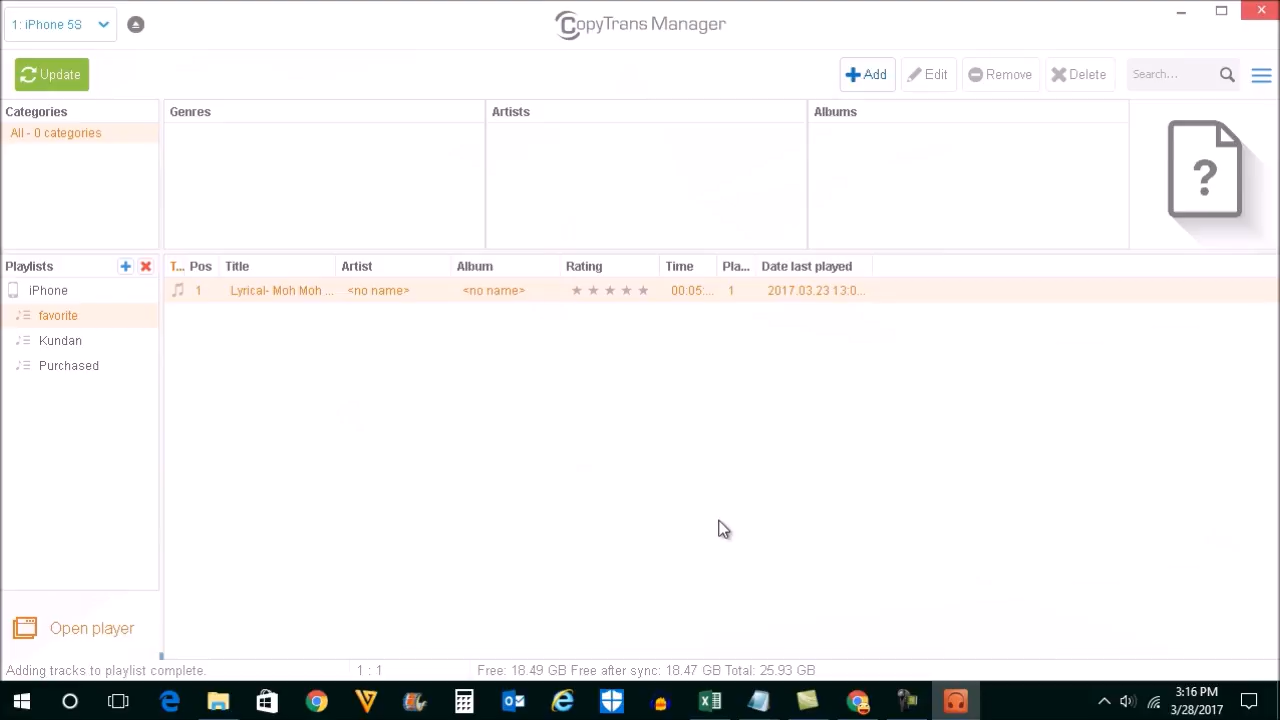 1: iPhone 5S
CopyTrans Manager
Update
Add Edit Remove Delete Search...
Categories Genres Artists Albums
All - 0 categories
?
Playlists T... Pos Title Artist Album Rating Time Pla... Date last played
iPhone 1 Lyrical- Moh Moh ... <no name> <no name> ★ ★ ★ ★ ★ 00:05:... 1 2017.03.23 13:0...
favorite
Kundan
Purchased
Open player
Adding tracks to playlist complete. 1 : 1 Free: 18.49 GB Free after sync: 18.47 GB Total: 25.93 GB
3:16 PM
3/28/2017